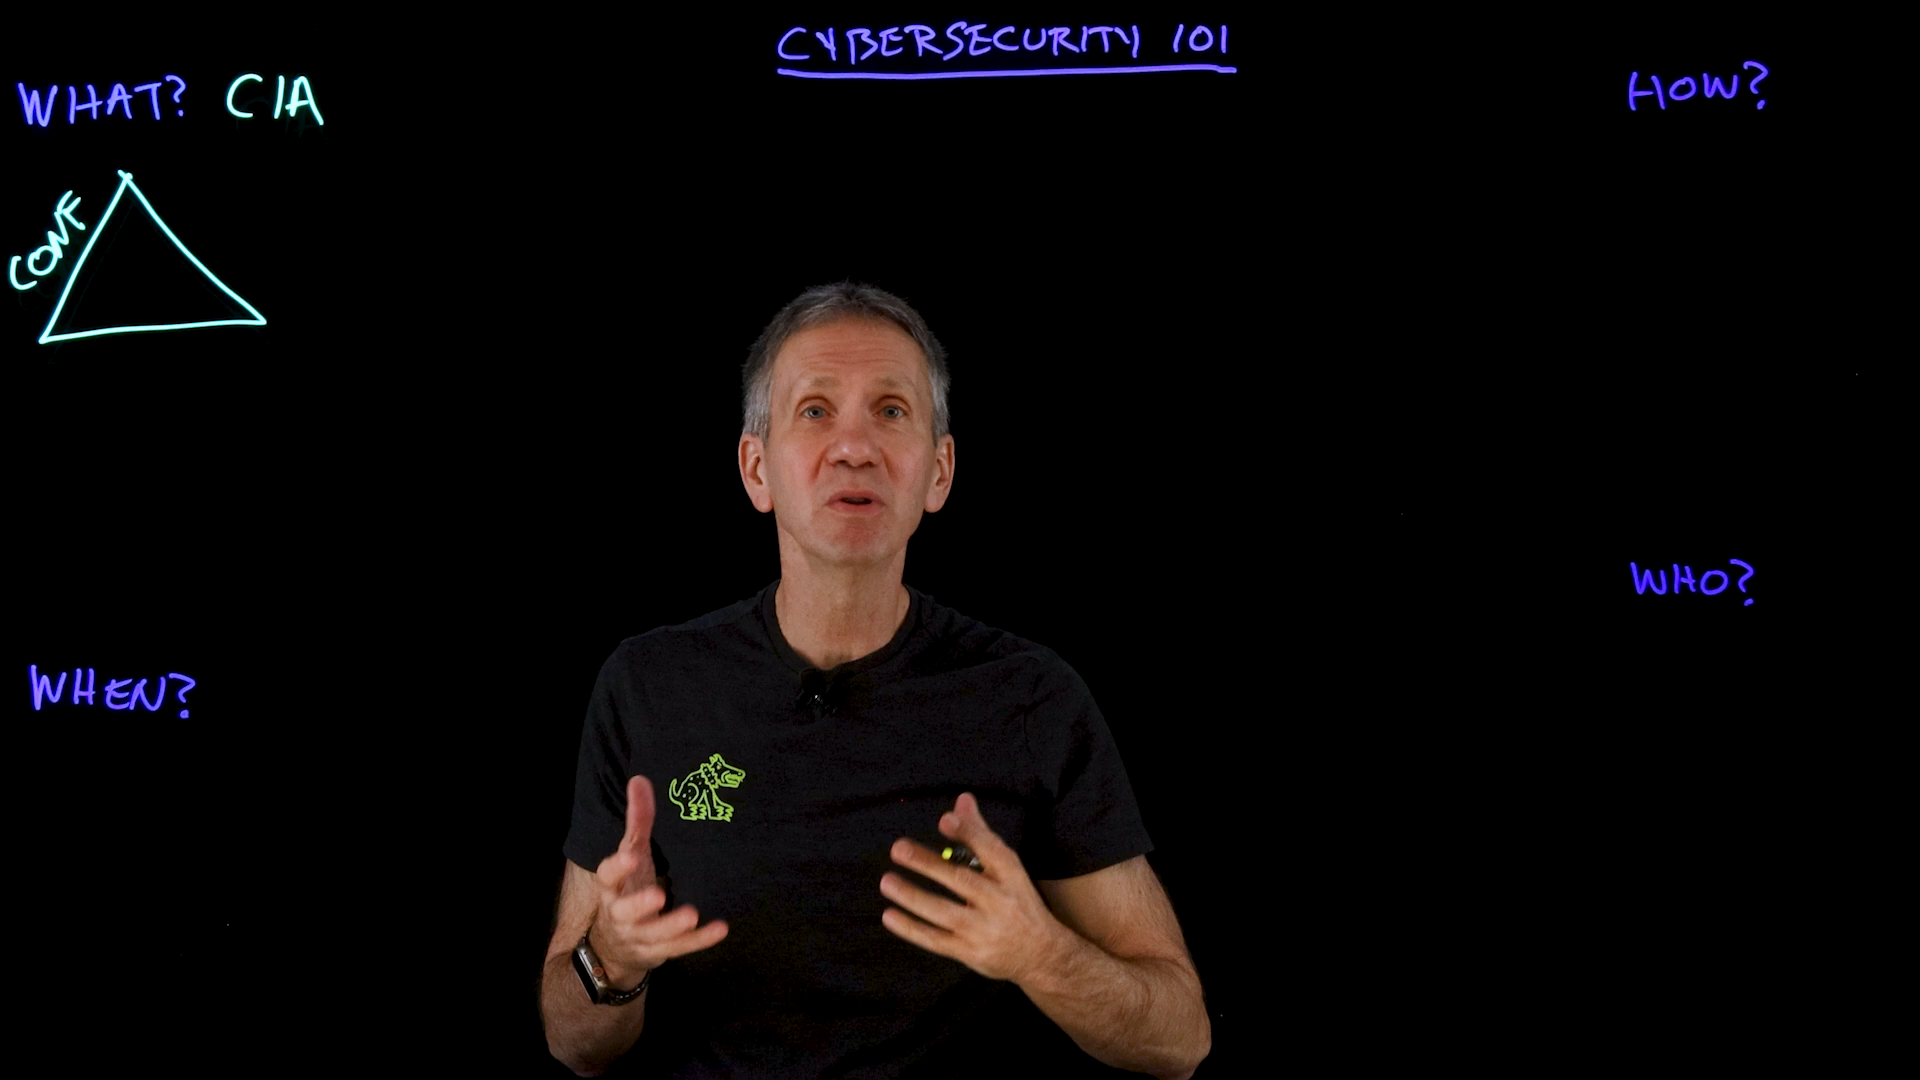 CYBERSECURITY 101
WHAT? CIA
CONF
WHEN?
HOW?
WHO?